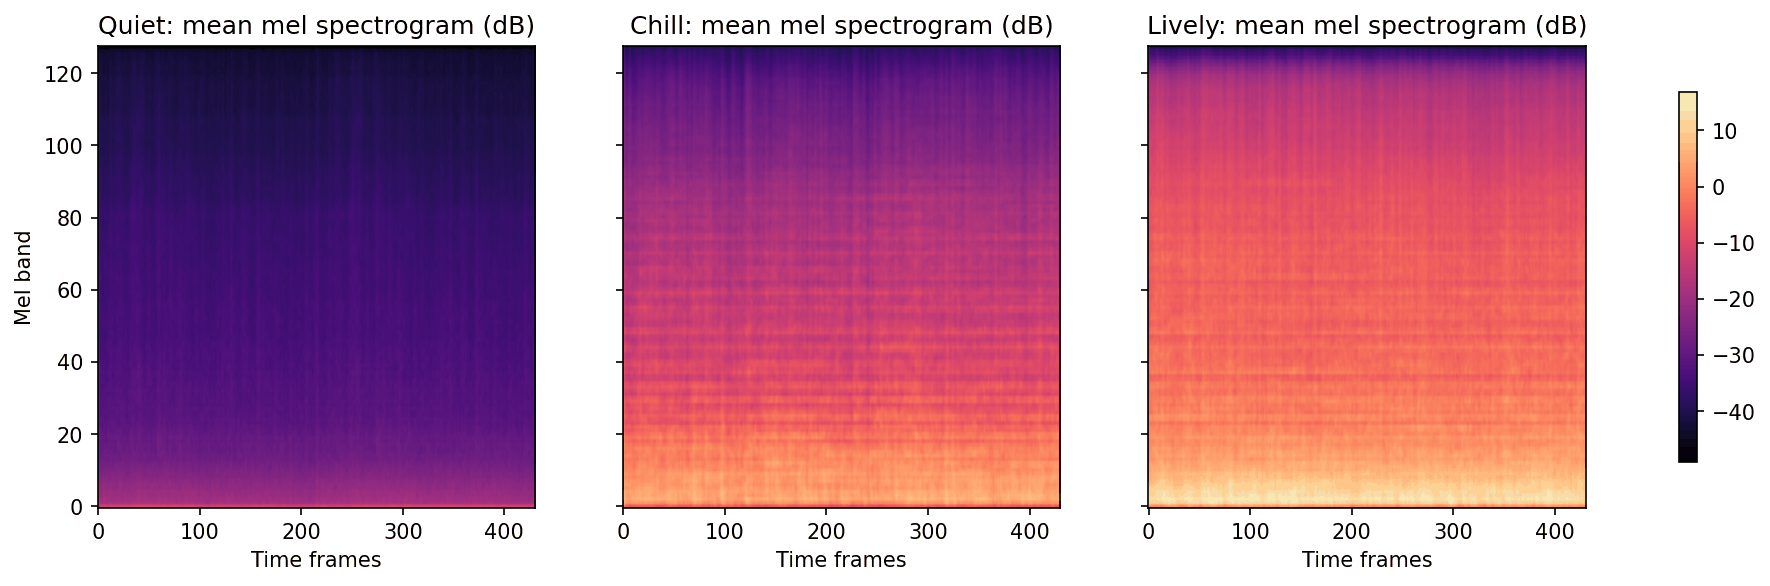 Quiet: mean mel spectrogram (dB)
Chill: mean mel spectrogram (dB)
Lively: mean mel spectrogram (dB)
Mel band
120
100
80
60
40
20
0
0 100 200 300 400
0 100 200 300 400
0 100 200 300 400
Time frames
Time frames
Time frames
10
0
−10
−20
−30
−40